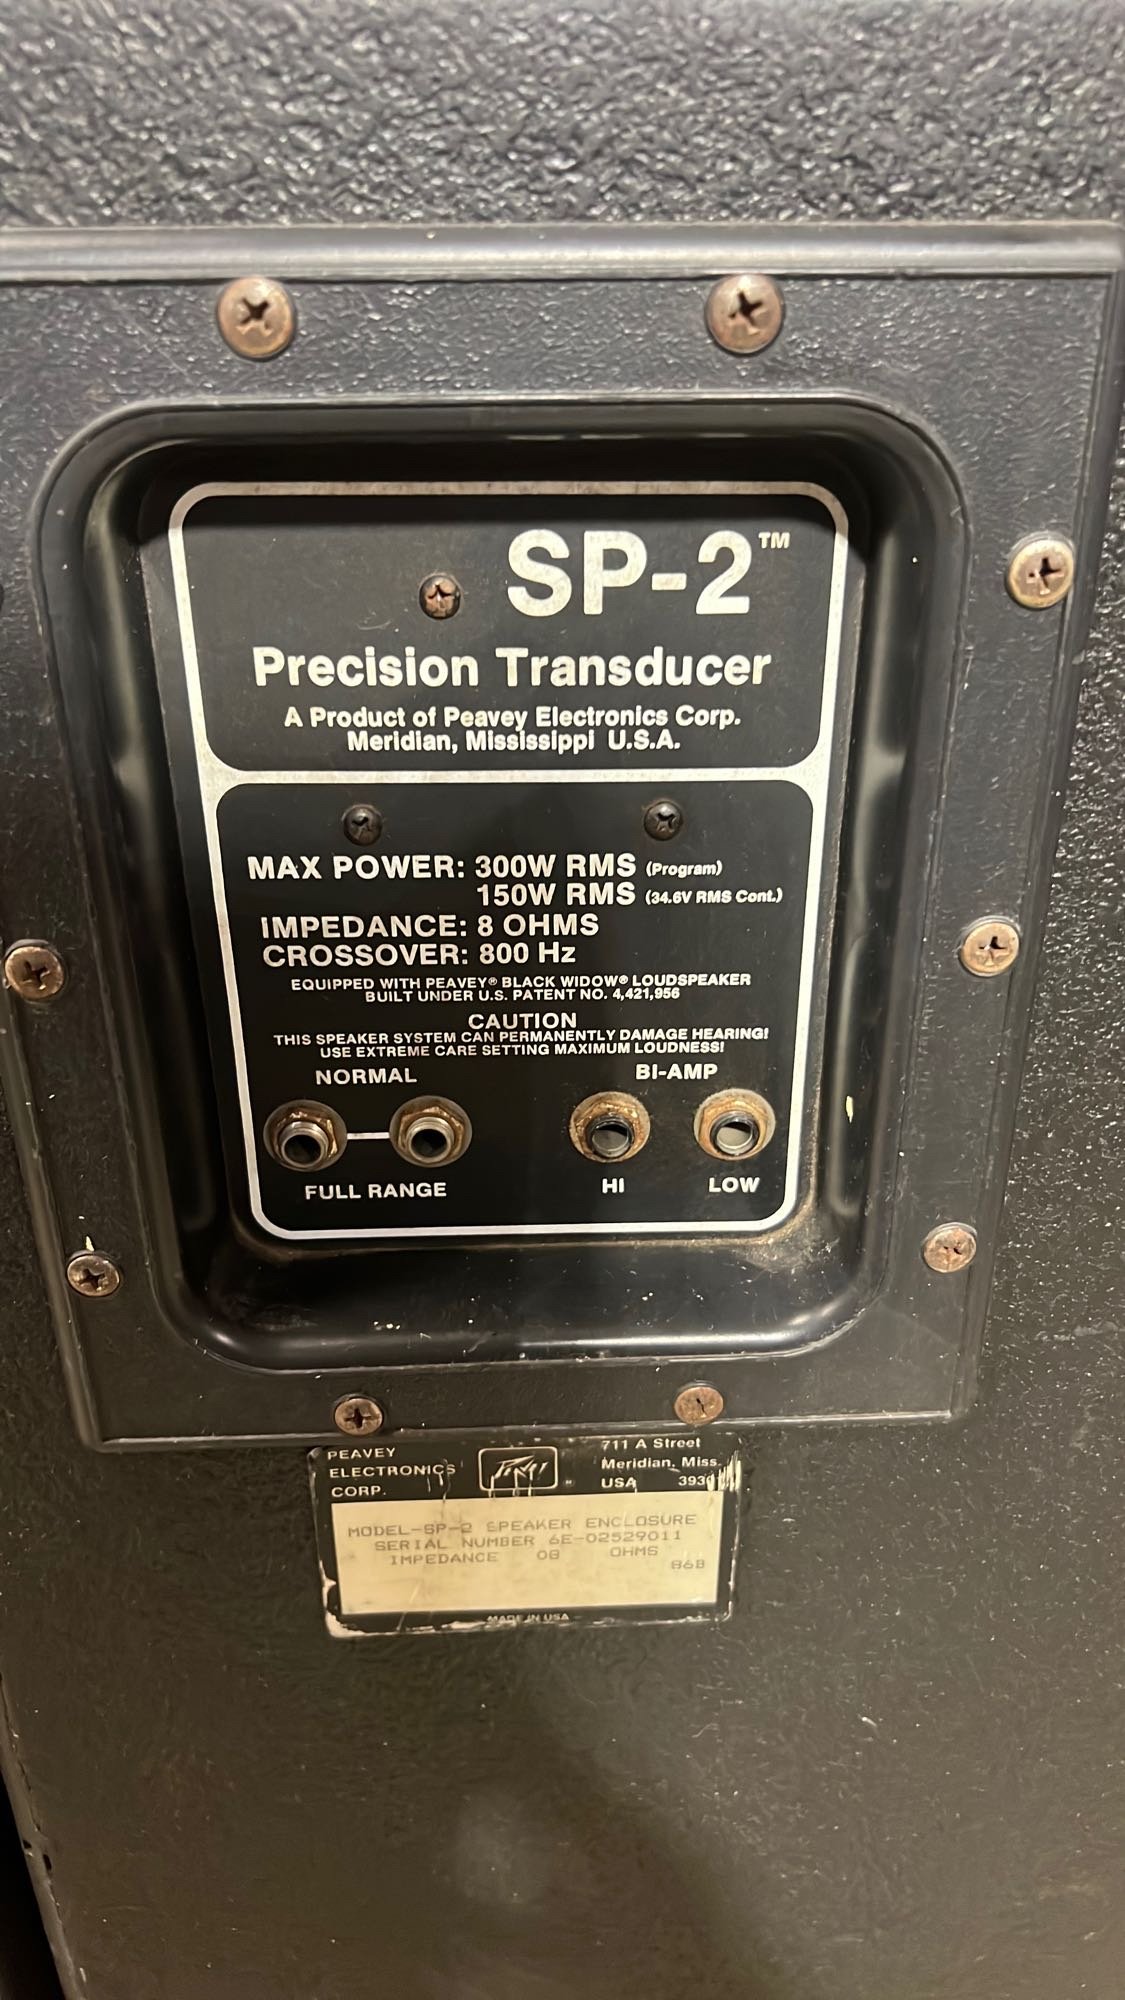 SP-2™
Precision Transducer
A Product of Peavey Electronics Corp.
Meridian, Mississippi U.S.A.
MAX POWER: 300W RMS (Program)
150W RMS (34.6V RMS Cont.)
IMPEDANCE: 8 OHMS
CROSSOVER: 800 Hz
EQUIPPED WITH PEAVEY® BLACK WIDOW® LOUDSPEAKER
BUILT UNDER U.S. PATENT NO. 4,421,956
CAUTION
THIS SPEAKER SYSTEM CAN PERMANENTLY DAMAGE HEARING!
USE EXTREME CARE SETTING MAXIMUM LOUDNESS!
NORMAL BI-AMP
FULL RANGE HI LOW
PEAVEY
ELECTRONICS
CORP.
Peavey
711 A Street
Meridian, Miss.
USA
MODEL-SP-2 SPEAKER ENCLOSURE
SERIAL NUMBER 6E-02529011
IMPEDANCE 08 OHMS
86B
MADE IN USA